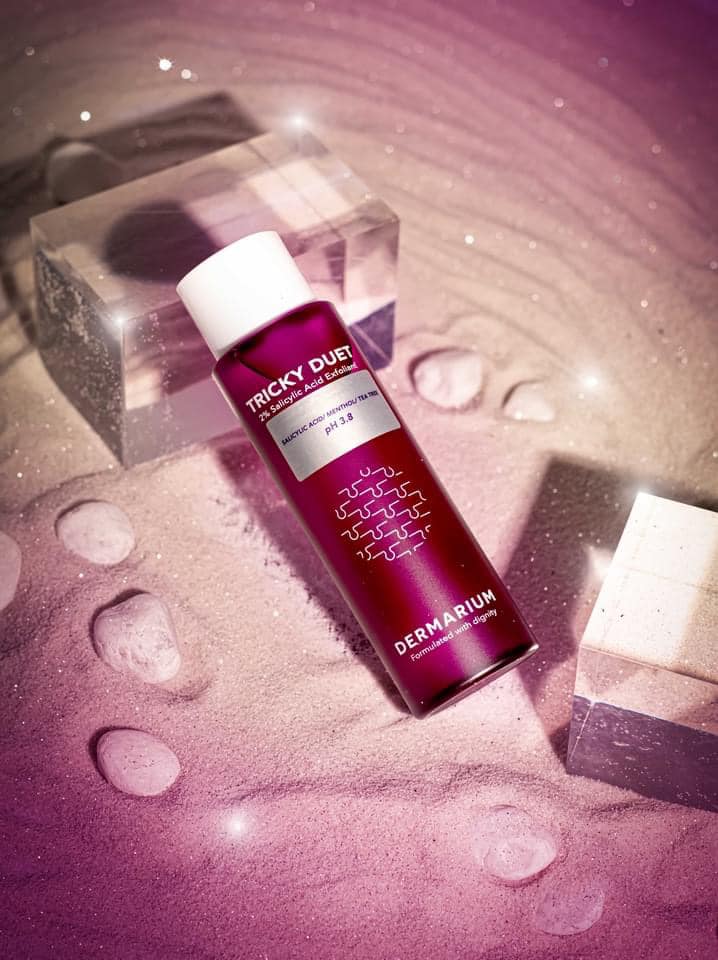 TRICKY DUET
2% Salicylic Acid Exfoliant
SALICYLIC ACID/ MENTHOL/ TEA TREE
pH 3.8
DERMARIUM
Formulated with dignity